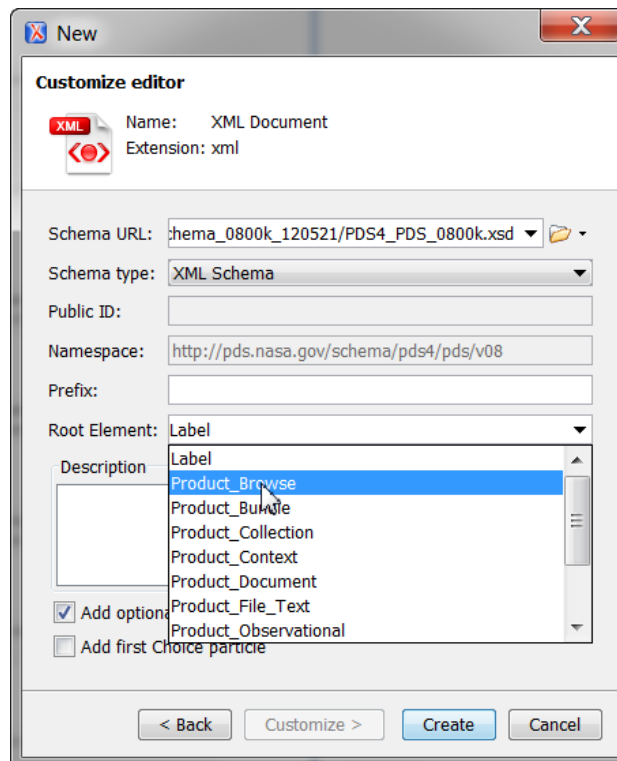 New
Customize editor
XML
Name: XML Document
Extension: xml
Schema URL: :hema_0800k_120521/PDS4_PDS_0800k.xsd
Schema type: XML Schema
Public ID:
Namespace: http://pds.nasa.gov/schema/pds4/pds/v08
Prefix:
Root Element: Label
Description
Label
Product_Browse
Product_Bundle
Product_Collection
Product_Context
Product_Document
Product_File_Text
Product_Observational
Add optiona
Add first Choice particle
< Back
Customize >
Create
Cancel